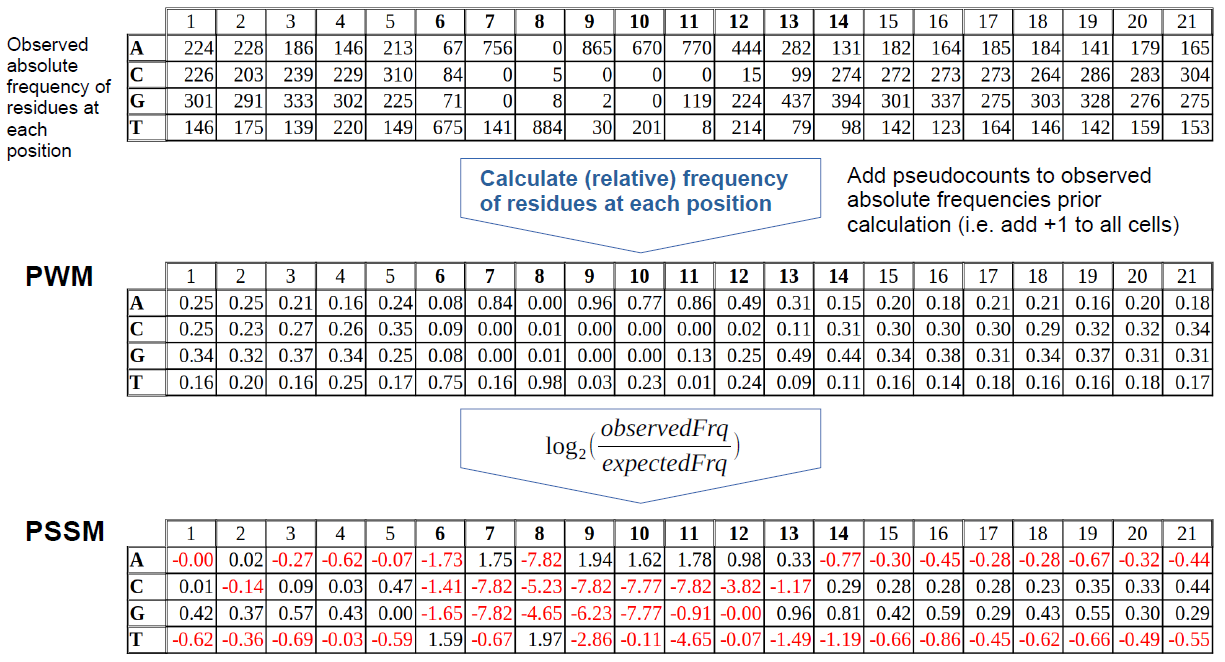 1 2 3 4 5 6 7 8 9 10 11 12 13 14 15 16 17 18 19 20 21
Observed
absolute
frequency of
residues at
each
position
A 224 228 186 146 213 67 756 0 865 670 770 444 282 131 182 164 185 184 141 179 165
C 226 203 239 229 310 84 0 5 0 0 0 15 99 274 272 273 273 264 286 283 304
G 301 291 333 302 225 71 0 8 2 0 119 224 437 394 301 337 275 303 328 276 275
T 146 175 139 220 149 675 141 884 30 201 8 214 79 98 142 123 164 146 142 159 153
Calculate (relative) frequency
of residues at each position
Add pseudocounts to observed
absolute frequencies prior
calculation (i.e. add +1 to all cells)
PWM
1 2 3 4 5 6 7 8 9 10 11 12 13 14 15 16 17 18 19 20 21
A 0.25 0.25 0.21 0.16 0.24 0.08 0.84 0.00 0.96 0.77 0.86 0.49 0.31 0.15 0.20 0.18 0.21 0.21 0.16 0.20 0.18
C 0.25 0.23 0.27 0.26 0.35 0.09 0.00 0.01 0.00 0.00 0.00 0.02 0.11 0.31 0.30 0.30 0.30 0.29 0.32 0.32 0.34
G 0.34 0.32 0.37 0.34 0.25 0.08 0.00 0.01 0.00 0.00 0.13 0.25 0.49 0.44 0.34 0.38 0.31 0.34 0.37 0.31 0.31
T 0.16 0.20 0.16 0.25 0.17 0.75 0.16 0.98 0.03 0.23 0.01 0.24 0.09 0.11 0.16 0.14 0.18 0.16 0.16 0.18 0.17
log₂(observedFrq/expectedFrq)
PSSM
1 2 3 4 5 6 7 8 9 10 11 12 13 14 15 16 17 18 19 20 21
A -0.00 0.02 -0.27 -0.62 -0.07 -1.73 1.75 -7.82 1.94 1.62 1.78 0.98 0.33 -0.77 -0.30 -0.45 -0.28 -0.28 -0.67 -0.32 -0.44
C 0.01 -0.14 0.09 0.03 0.47 -1.41 -7.82 -5.23 -7.82 -7.77 -7.82 -3.82 -1.17 0.29 0.28 0.28 0.28 0.23 0.35 0.33 0.44
G 0.42 0.37 0.57 0.43 0.00 -1.65 -7.82 -4.65 -6.23 -7.77 -0.91 -0.00 0.96 0.81 0.42 0.59 0.29 0.43 0.55 0.30 0.29
T -0.62 -0.36 -0.69 -0.03 -0.59 1.59 -0.67 1.97 -2.86 -0.11 -4.65 -0.07 -1.49 -1.19 -0.66 -0.86 -0.45 -0.62 -0.66 -0.49 -0.55